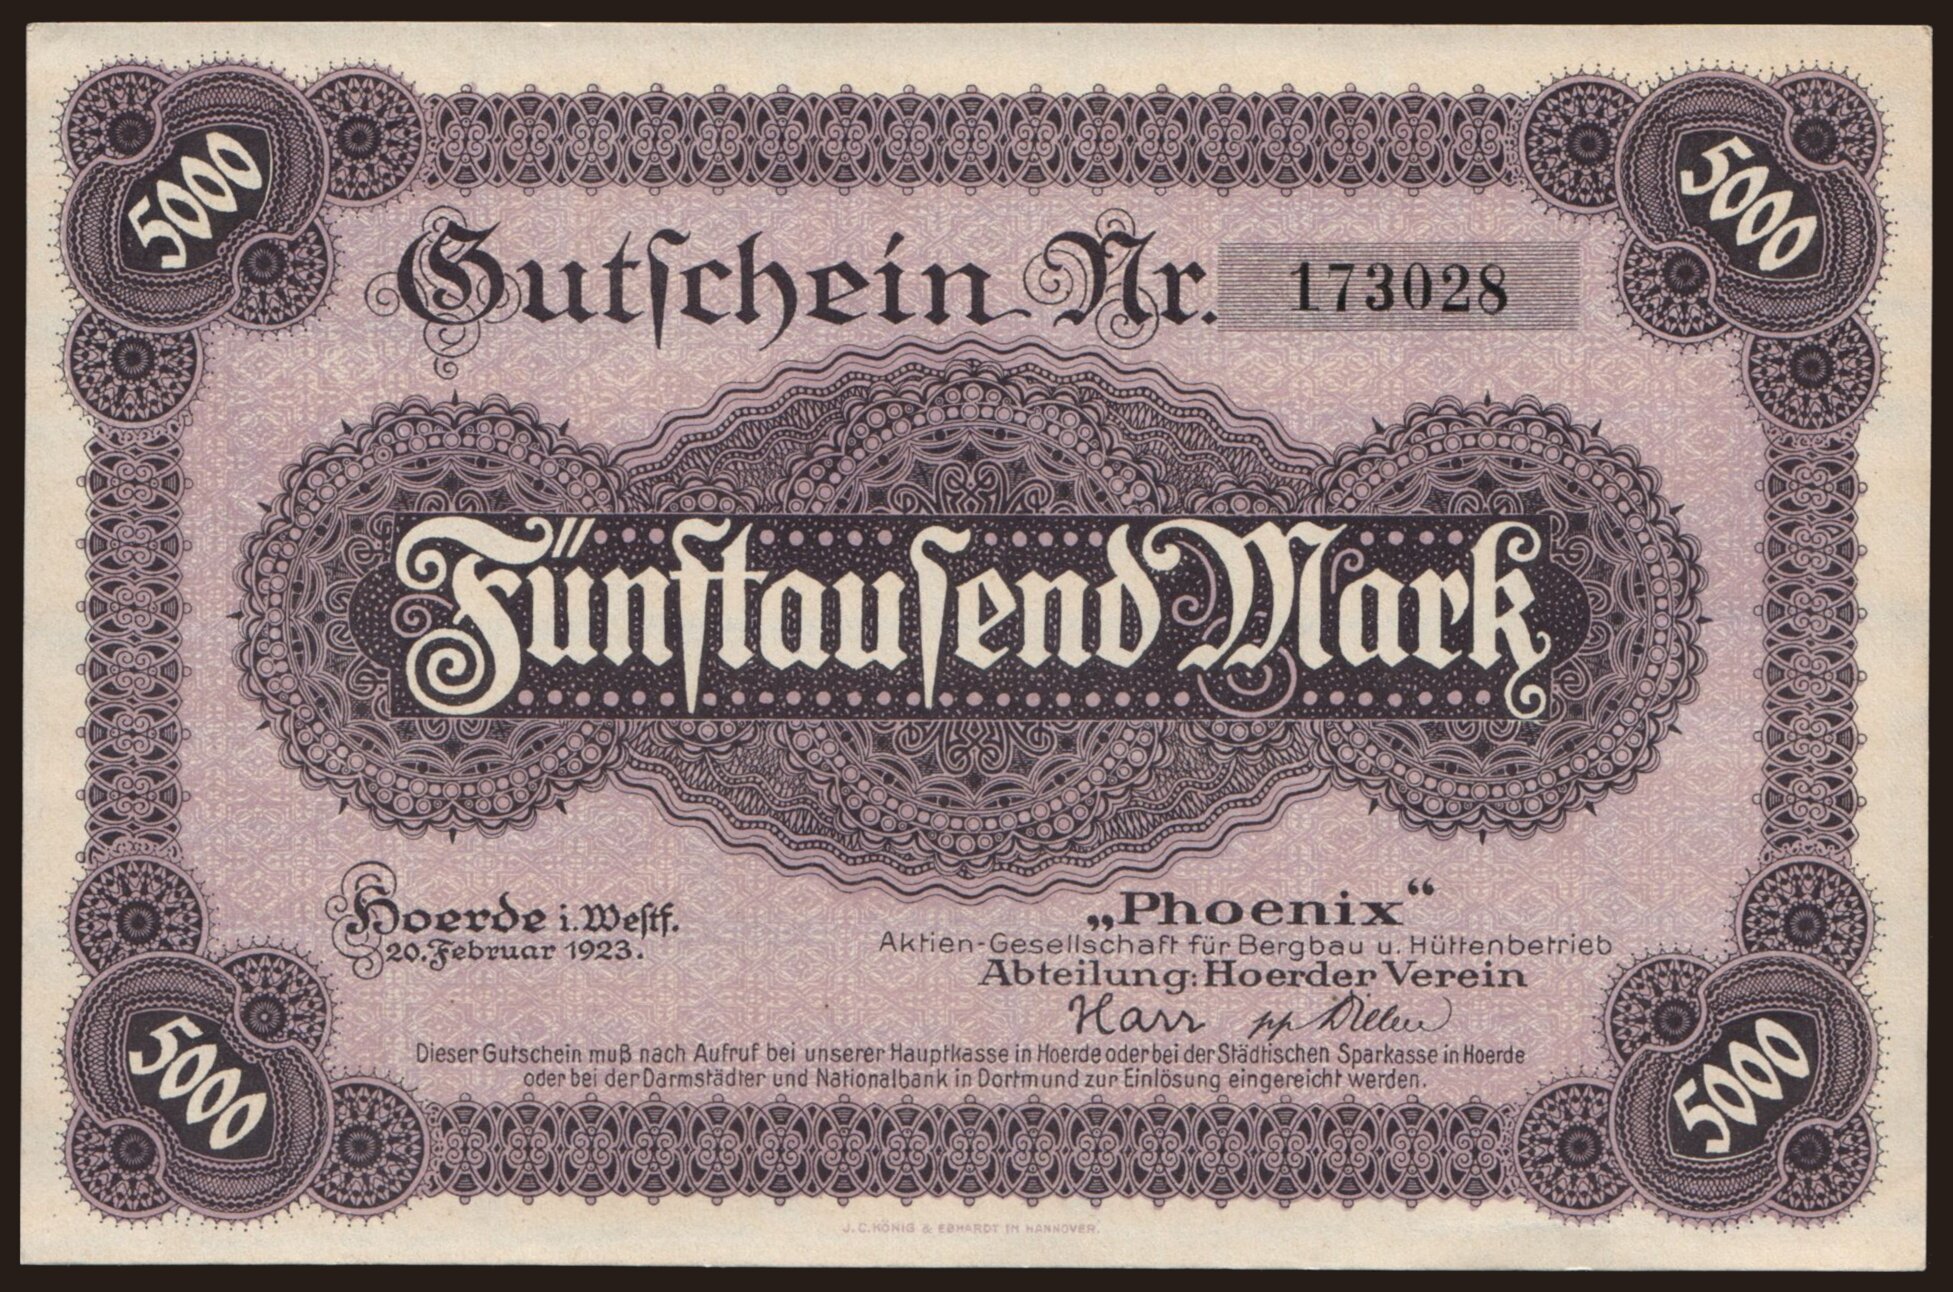 5000
5000
Gutschein Nr. 173028
Fünftausend Mark
Hoerde i. Westf.
20. Februar 1923.
„Phoenix“
Aktien-Gesellschaft für Bergbau u. Hüttenbetrieb
Abteilung: Hoerder Verein
Harr pp
Dieser Gutschein muß nach Aufruf bei unserer Hauptkasse in Hoerde oder bei der Städtischen Sparkasse in Hoerde
oder bei der Darmstädter und Nationalbank in Dortmund zur Einlösung eingereicht werden.
5000
5000
J. C. KÖNIG & EBHARDT IN HANNOVER.